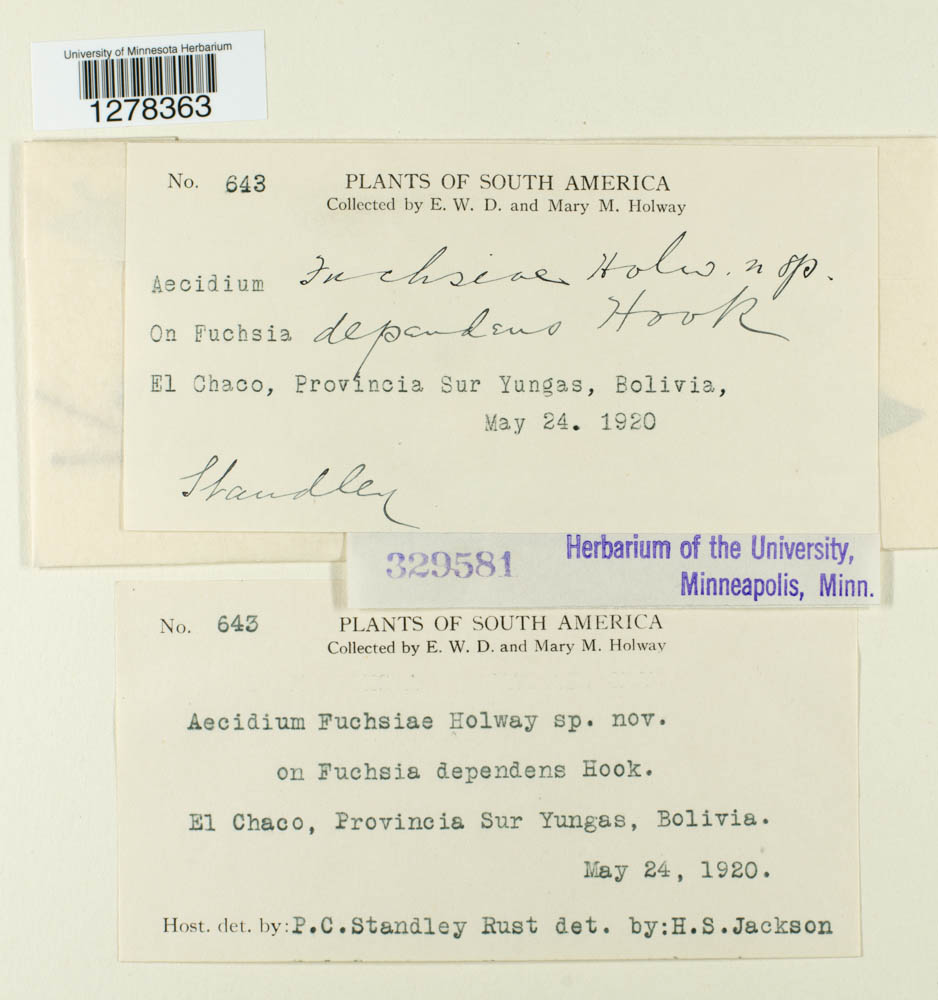 University of Minnesota Herbarium
1278363
No. 643 PLANTS OF SOUTH AMERICA
Collected by E. W. D. and Mary M. Holway
Aecidium Fuchsiae Holw. n sp.
On Fuchsia dependens Hook
El Chaco, Provincia Sur Yungas, Bolivia,
May 24. 1920
Standley
329581 Herbarium of the University,
Minneapolis, Minn.
No. 643 PLANTS OF SOUTH AMERICA
Collected by E. W. D. and Mary M. Holway
Aecidium Fuchsiae Holway sp. nov.
on Fuchsia dependens Hook.
El Chaco, Provincia Sur Yungas, Bolivia.
May 24, 1920.
Host. det. by: P.C.Standley Rust det. by:H.S.Jackson